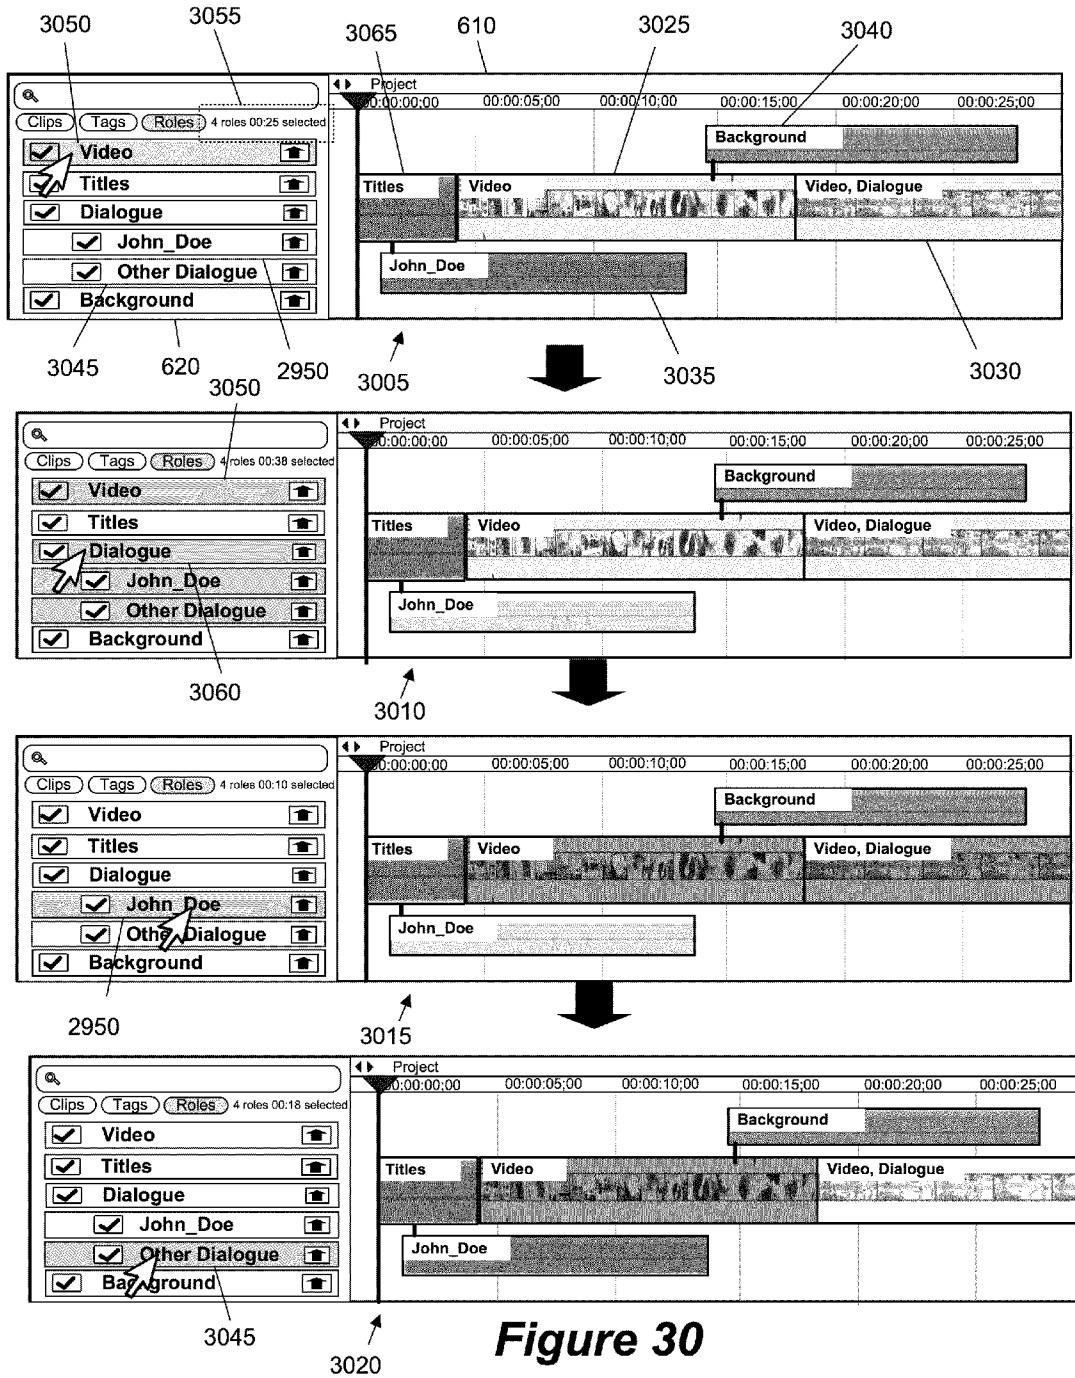 3050
3055
3065
610
3025
3040
Project
00:00:00;00 00:00:05;00 00:00:10;00 00:00:15;00 00:00:20;00 00:00:25;00
Clips Tags Roles 4 roles 00:25 selected
Video
Titles
Dialogue
John_Doe
Other Dialogue
Background
Background
Titles
Video
Video, Dialogue
John_Doe
3045
620
2950
3005
3035
3030
3050
Project
00:00:00;00 00:00:05;00 00:00:10;00 00:00:15;00 00:00:20;00 00:00:25;00
Clips Tags Roles 4 roles 00:38 selected
Video
Titles
Dialogue
John_Doe
Other Dialogue
Background
Background
Titles
Video
Video, Dialogue
John_Doe
3060
3010
Project
00:00:00;00 00:00:05;00 00:00:10;00 00:00:15;00 00:00:20;00 00:00:25;00
Clips Tags Roles 4 roles 00:10 selected
Video
Titles
Dialogue
John_Doe
Other Dialogue
Background
Background
Titles
Video
Video, Dialogue
John_Doe
2950
3015
Project
00:00:00;00 00:00:05;00 00:00:10;00 00:00:15;00 00:00:20;00 00:00:25;00
Clips Tags Roles 4 roles 00:18 selected
Video
Titles
Dialogue
John_Doe
Other Dialogue
Background
Background
Titles
Video
Video, Dialogue
John_Doe
3045
3020
Figure 30